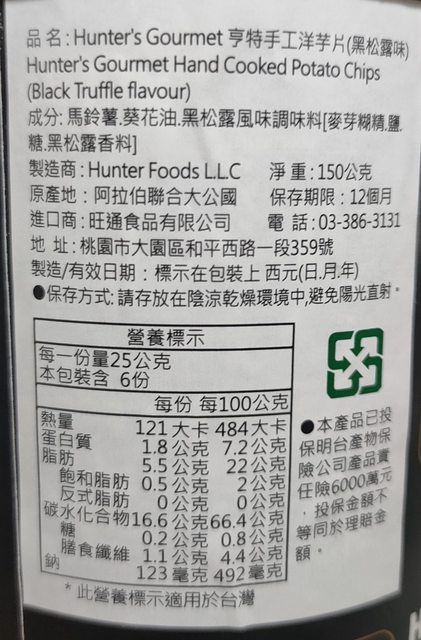 品名:Hunter's Gourmet 亨特手工洋芋片(黑松露味)
Hunter's Gourmet Hand Cooked Potato Chips
(Black Truffle flavour)
成分:馬鈴薯.葵花油.黑松露風味調味料[麥芽糊精.鹽.
糖.黑松露香料]
製造商:Hunter Foods L.L.C 淨重:150公克
原產地:阿拉伯聯合大公國 保存期限:12個月
進口商:旺通食品有限公司 電話:03-386-3131
地址:桃園市大園區和平西路一段359號
製造/有效日期:標示在包裝上 西元(日.月.年)
●保存方式:請存放在陰涼乾燥環境中,避免陽光直射。
營養標示
每一份量25公克
本包裝含 6份
每份 每100公克
熱量 121大卡 484大卡
蛋白質 1.8公克 7.2公克
脂肪 5.5公克 22公克
飽和脂肪 0.5公克 2公克
反式脂肪 0公克 0公克
碳水化合物16.6公克66.4公克
糖 0.2公克 0.8公克
膳食纖維 1.1公克 4.4公克
鈉 123毫克 492毫克
*此營養標示適用於台灣
●本產品已投
保明台產物保
險公司產品責
任險6000萬元
,投保金額不
等同於理賠金
額。